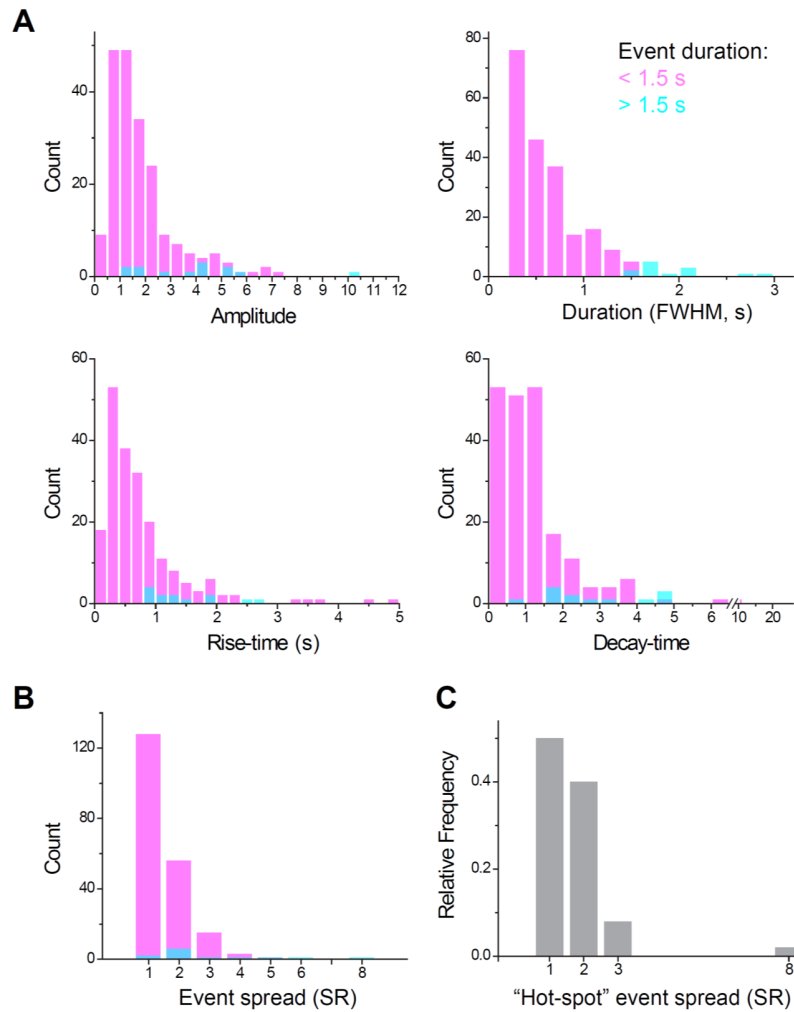 A
Count
40
20
0
0 1 2 3 4 5 6 7 8 9 10 11 12
Amplitude
Count
80
60
40
20
0
0 1 2 3
Duration (FWHM, s)
Event duration:
< 1.5 s
> 1.5 s
Count
60
40
20
0
0 1 2 3 4 5
Rise-time (s)
Count
60
40
20
0
0 1 2 3 4 5 6 10 20
Decay-time
B
Count
120
80
40
0
1 2 3 4 5 6 8
Event spread (SR)
C
Relative Frequency
0.4
0.2
0.0
1 2 3 8
“Hot-spot” event spread (SR)